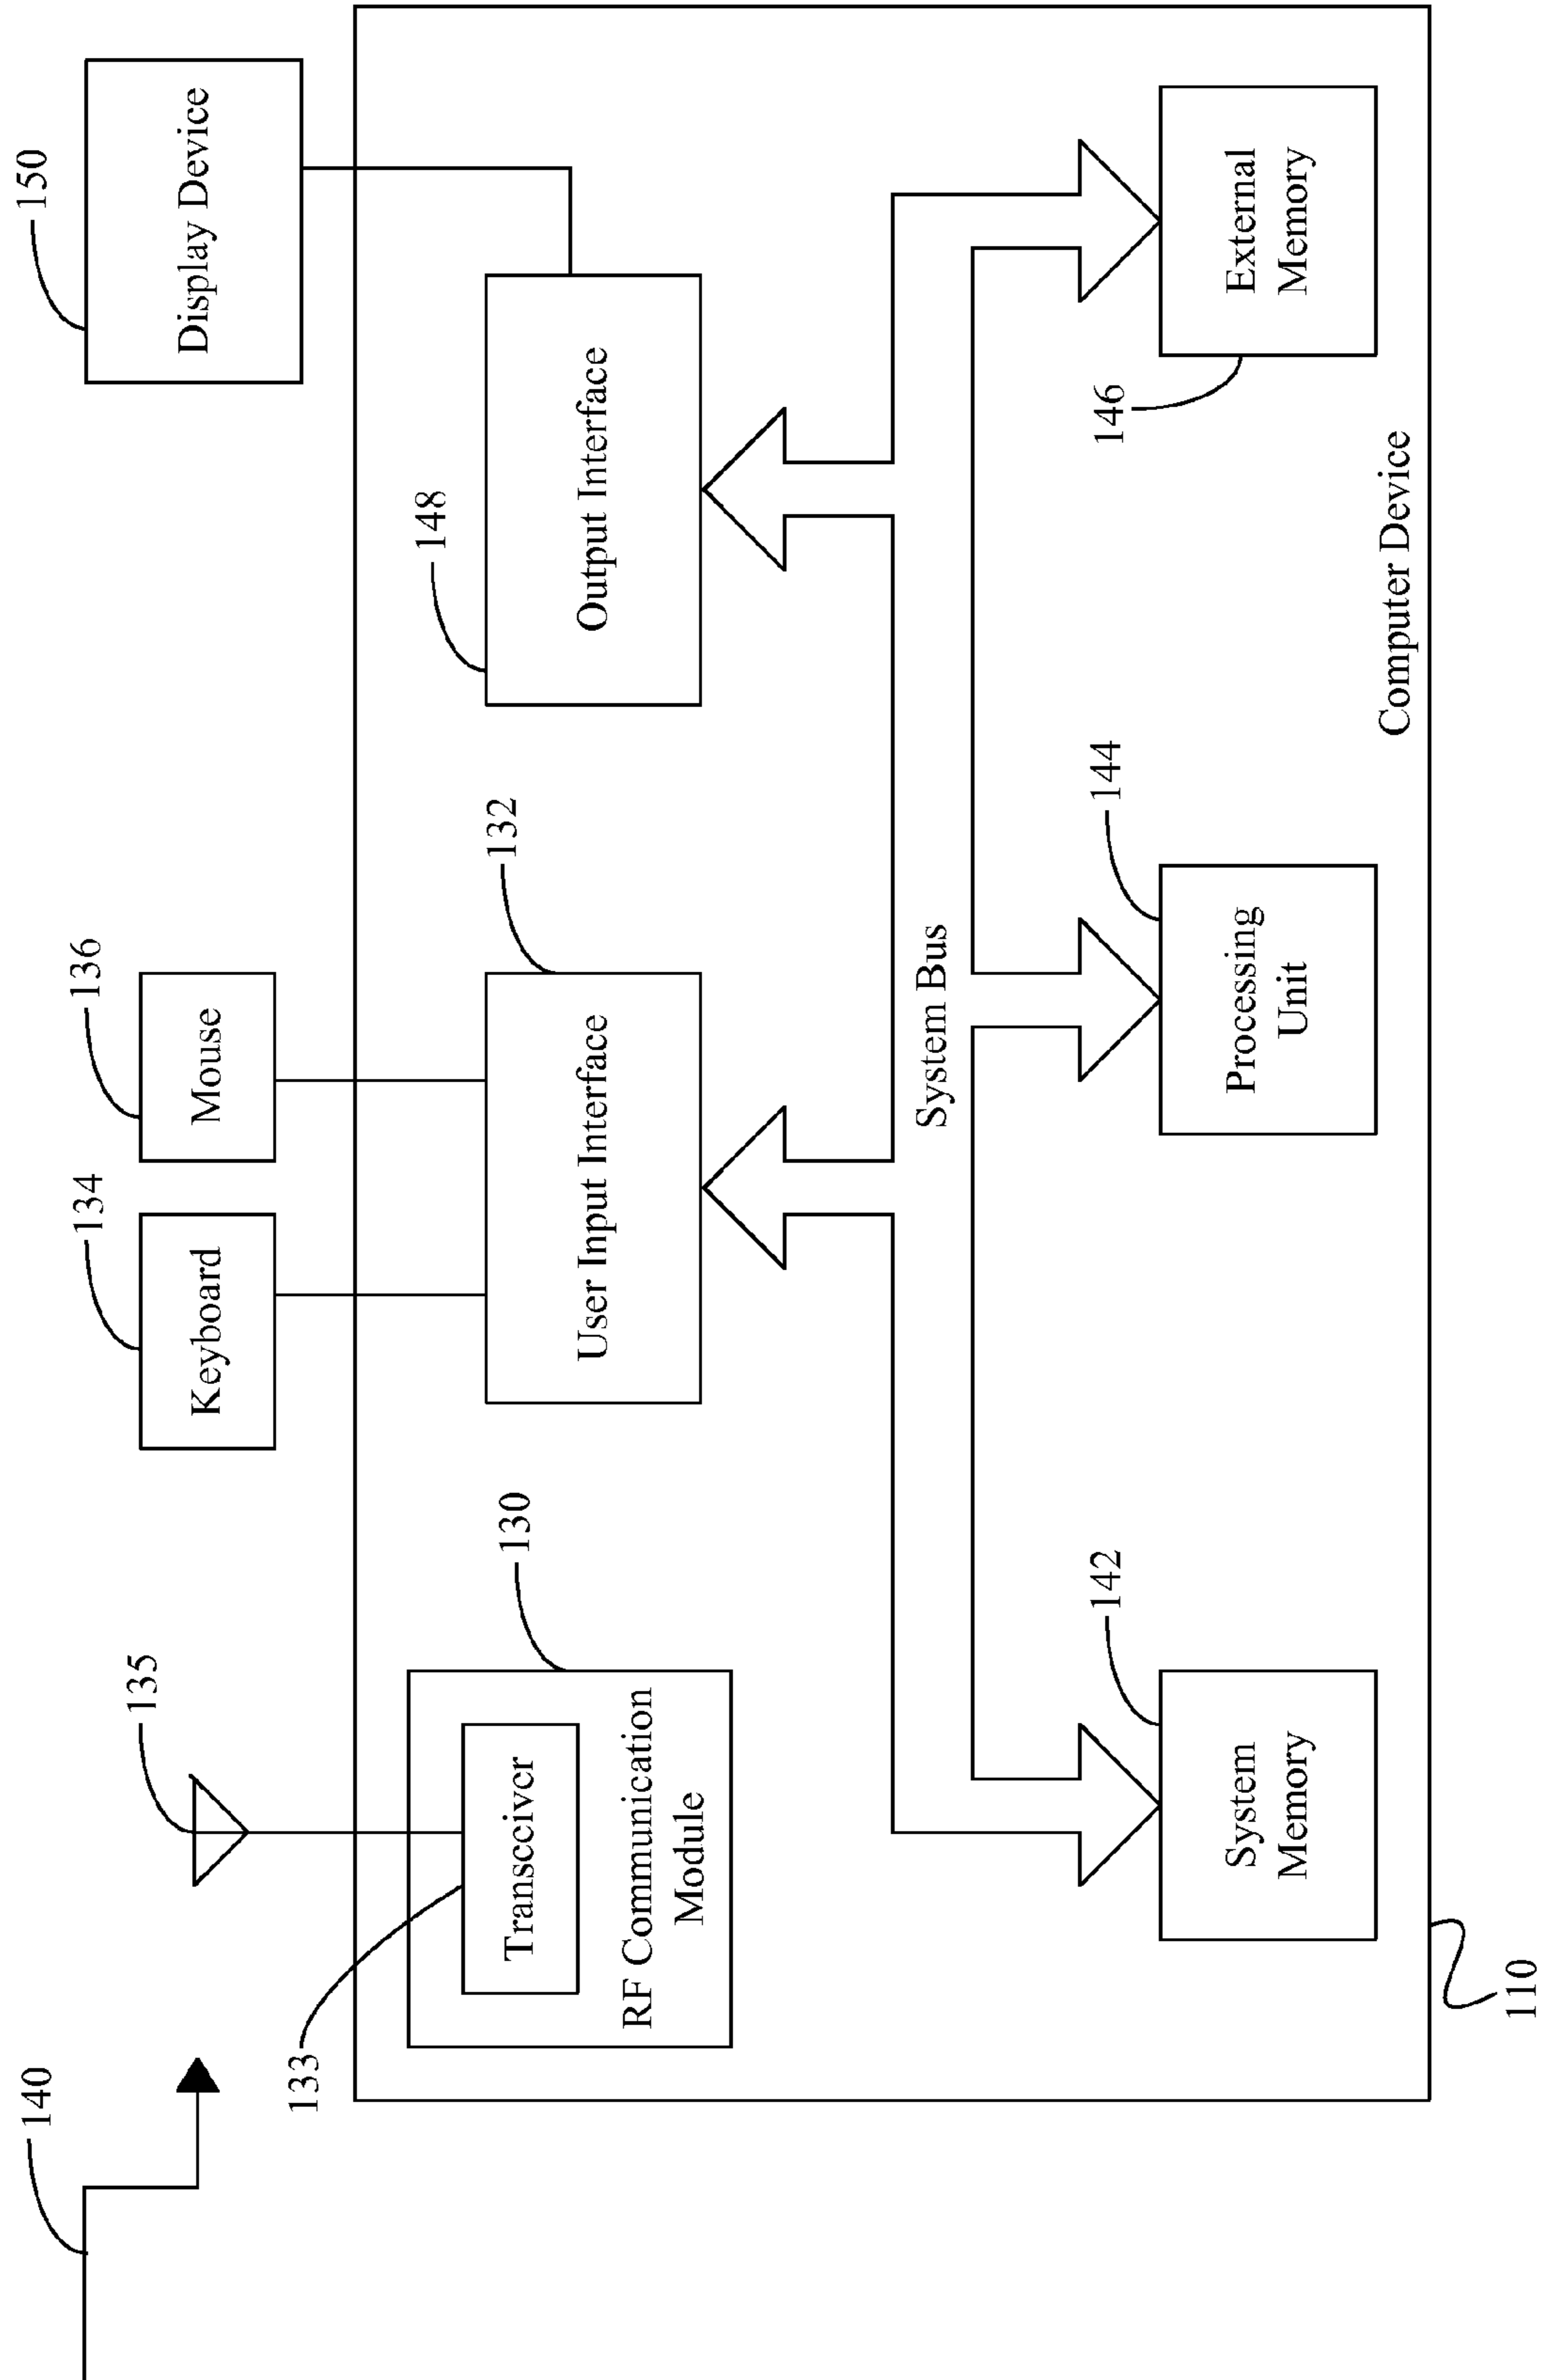 140
135
134
136
150
Keyboard
Mouse
Display Device
133
130
132
148
Transceiver
RF Communication
Module
User Input Interface
Output Interface
System Bus
142
144
146
System
Memory
Processing
Unit
External
Memory
Computer Device
110